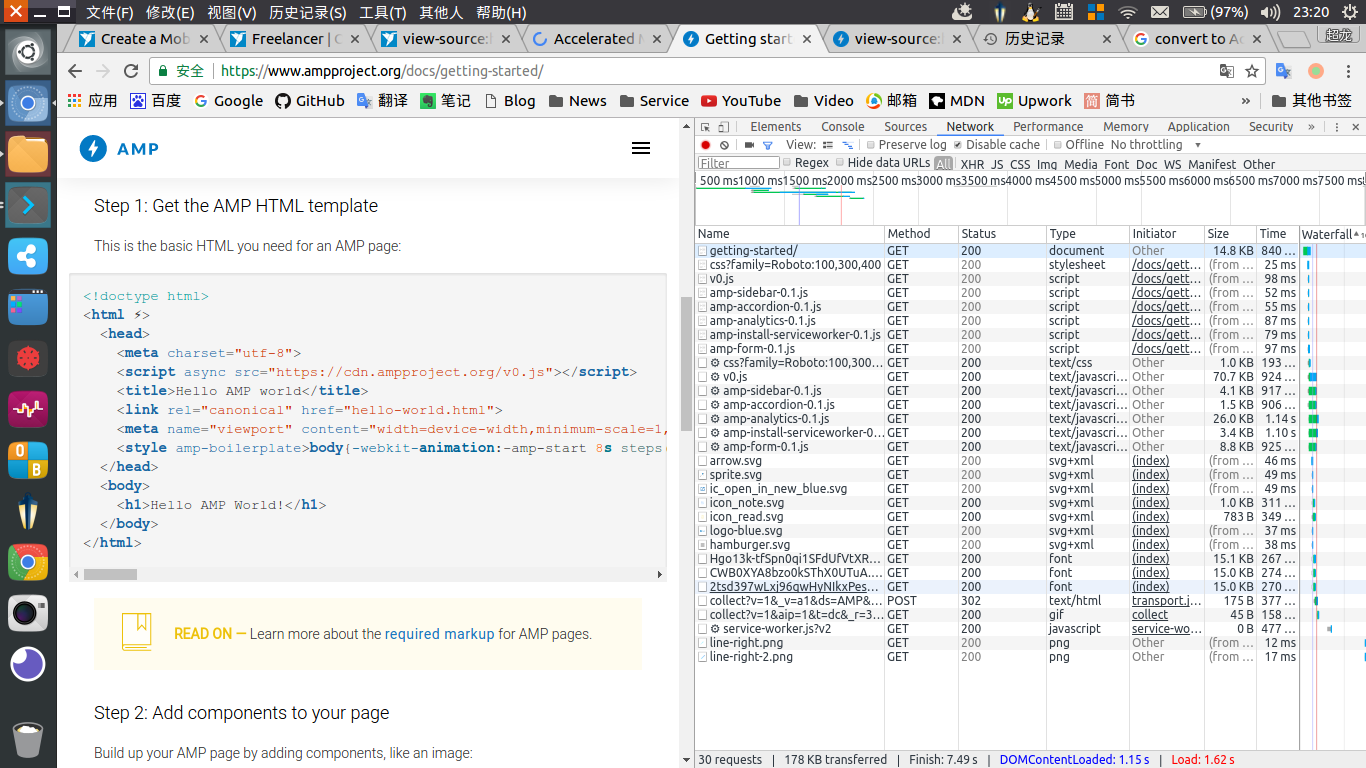 文件(F) 修改(E) 视图(V) 历史记录(S) 工具(T) 其他人 帮助(H) (97%) 23:20
Create a Mob Freelancer | C view-source:h Accelerated M Getting start view-source:h 历史记录 convert to Ac 超龙
安全 https://www.ampproject.org/docs/getting-started/
应用 百度 Google GitHub 翻译 笔记 Blog News Service YouTube Video 邮箱 MDN Upwork 简书 » 其他书签
AMP
Step 1: Get the AMP HTML template
This is the basic HTML you need for an AMP page:
<!doctype html>
<html ⚡>
<head>
<meta charset="utf-8">
<script async src="https://cdn.ampproject.org/v0.js"></script>
<title>Hello AMP world</title>
<link rel="canonical" href="hello-world.html">
<meta name="viewport" content="width=device-width,minimum-scale=1,
<style amp-boilerplate>body{-webkit-animation:-amp-start 8s steps(
</head>
<body>
<h1>Hello AMP World!</h1>
</body>
</html>
READ ON — Learn more about the required markup for AMP pages.
Step 2: Add components to your page
Build up your AMP page by adding components, like an image:
Elements Console Sources Network Performance Memory Application Security »
View: Preserve log Disable cache Offline No throttling
Filter Regex Hide data URLs All XHR JS CSS Img Media Font Doc WS Manifest Other
500 ms 1000 ms 1500 ms 2000 ms 2500 ms 3000 ms 3500 ms 4000 ms 4500 ms 5000 ms 5500 ms 6000 ms 6500 ms 7000 ms 7500 ms
Name Method Status Type Initiator Size Time Waterfall
getting-started/ GET 200 document Other 14.8 KB 840 ...
css?family=Roboto:100,300,400 GET 200 stylesheet /docs/gett... (from ... 25 ms
v0.js GET 200 script /docs/gett... (from ... 98 ms
amp-sidebar-0.1.js GET 200 script /docs/gett... (from ... 52 ms
amp-accordion-0.1.js GET 200 script /docs/gett... (from ... 55 ms
amp-analytics-0.1.js GET 200 script /docs/gett... (from ... 87 ms
amp-install-serviceworker-0.1.js GET 200 script /docs/gett... (from ... 79 ms
amp-form-0.1.js GET 200 script /docs/gett... (from ... 97 ms
⚙ css?family=Roboto:100,300... GET 200 text/css Other 1.0 KB 193 ...
⚙ v0.js GET 200 text/javascri... Other 70.7 KB 924 ...
⚙ amp-sidebar-0.1.js GET 200 text/javascri... Other 4.1 KB 917 ...
⚙ amp-accordion-0.1.js GET 200 text/javascri... Other 1.5 KB 906 ...
⚙ amp-analytics-0.1.js GET 200 text/javascri... Other 26.0 KB 1.14 s
⚙ amp-install-serviceworker-0... GET 200 text/javascri... Other 3.4 KB 1.10 s
⚙ amp-form-0.1.js GET 200 text/javascri... Other 8.8 KB 925 ...
arrow.svg GET 200 svg+xml (index) (from ... 46 ms
sprite.svg GET 200 svg+xml (index) (from ... 49 ms
ic_open_in_new_blue.svg GET 200 svg+xml (index) (from ... 49 ms
icon_note.svg GET 200 svg+xml (index) 1.0 KB 311 ...
icon_read.svg GET 200 svg+xml (index) 783 B 349 ...
logo-blue.svg GET 200 svg+xml (index) (from ... 37 ms
hamburger.svg GET 200 svg+xml (index) (from ... 38 ms
Hgo13k-tfSpn0qi1SFdUfVtXR... GET 200 font (index) 15.1 KB 267 ...
CWB0XYA8bzo0kSThX0UTuA.... GET 200 font (index) 15.0 KB 274 ...
2tsd397wLxj96qwHyNIkxPes... GET 200 font (index) 15.0 KB 270 ...
collect?v=1&_v=a1&ds=AMP&... POST 302 text/html transport.j... 175 B 377 ...
collect?v=1&aip=1&t=dc&_r=3... GET 200 gif collect 45 B 158 ...
⚙ service-worker.js?v2 GET 200 javascript service-wo... 0 B 477 ...
line-right.png GET 200 png Other (from ... 12 ms
line-right-2.png GET 200 png Other (from ... 17 ms
30 requests | 178 KB transferred | Finish: 7.49 s | DOMContentLoaded: 1.15 s | Load: 1.62 s